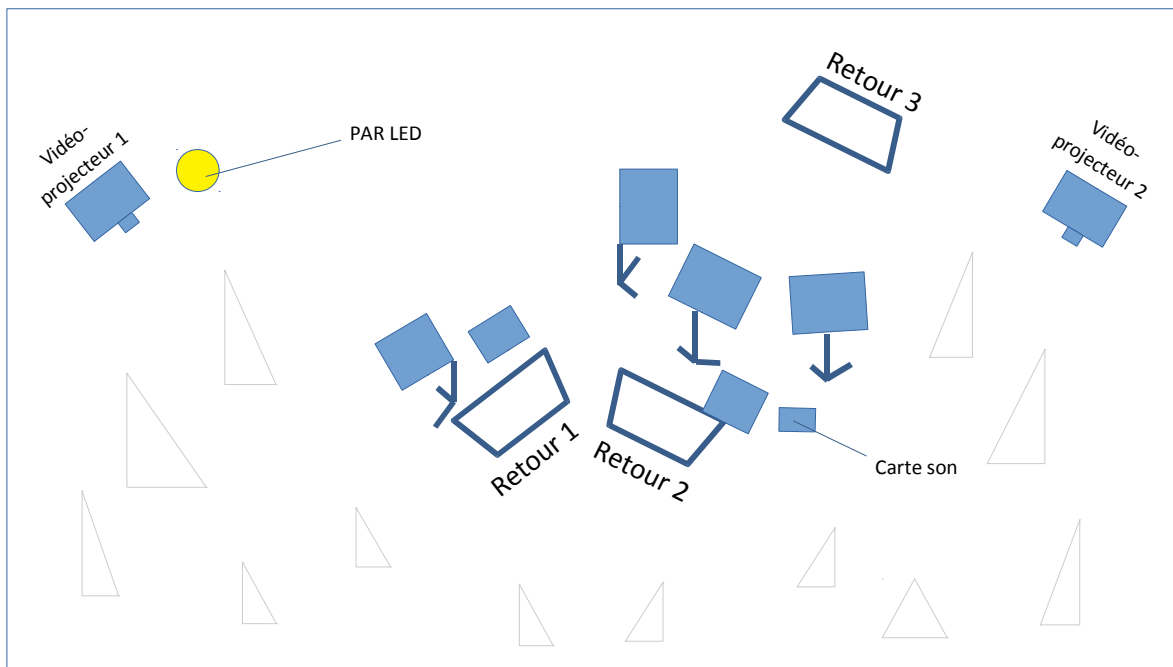 Vidéo-
projecteur 1
PAR LED
Retour 3
Vidéo-
projecteur 2
Retour 1
Retour 2
Carte son